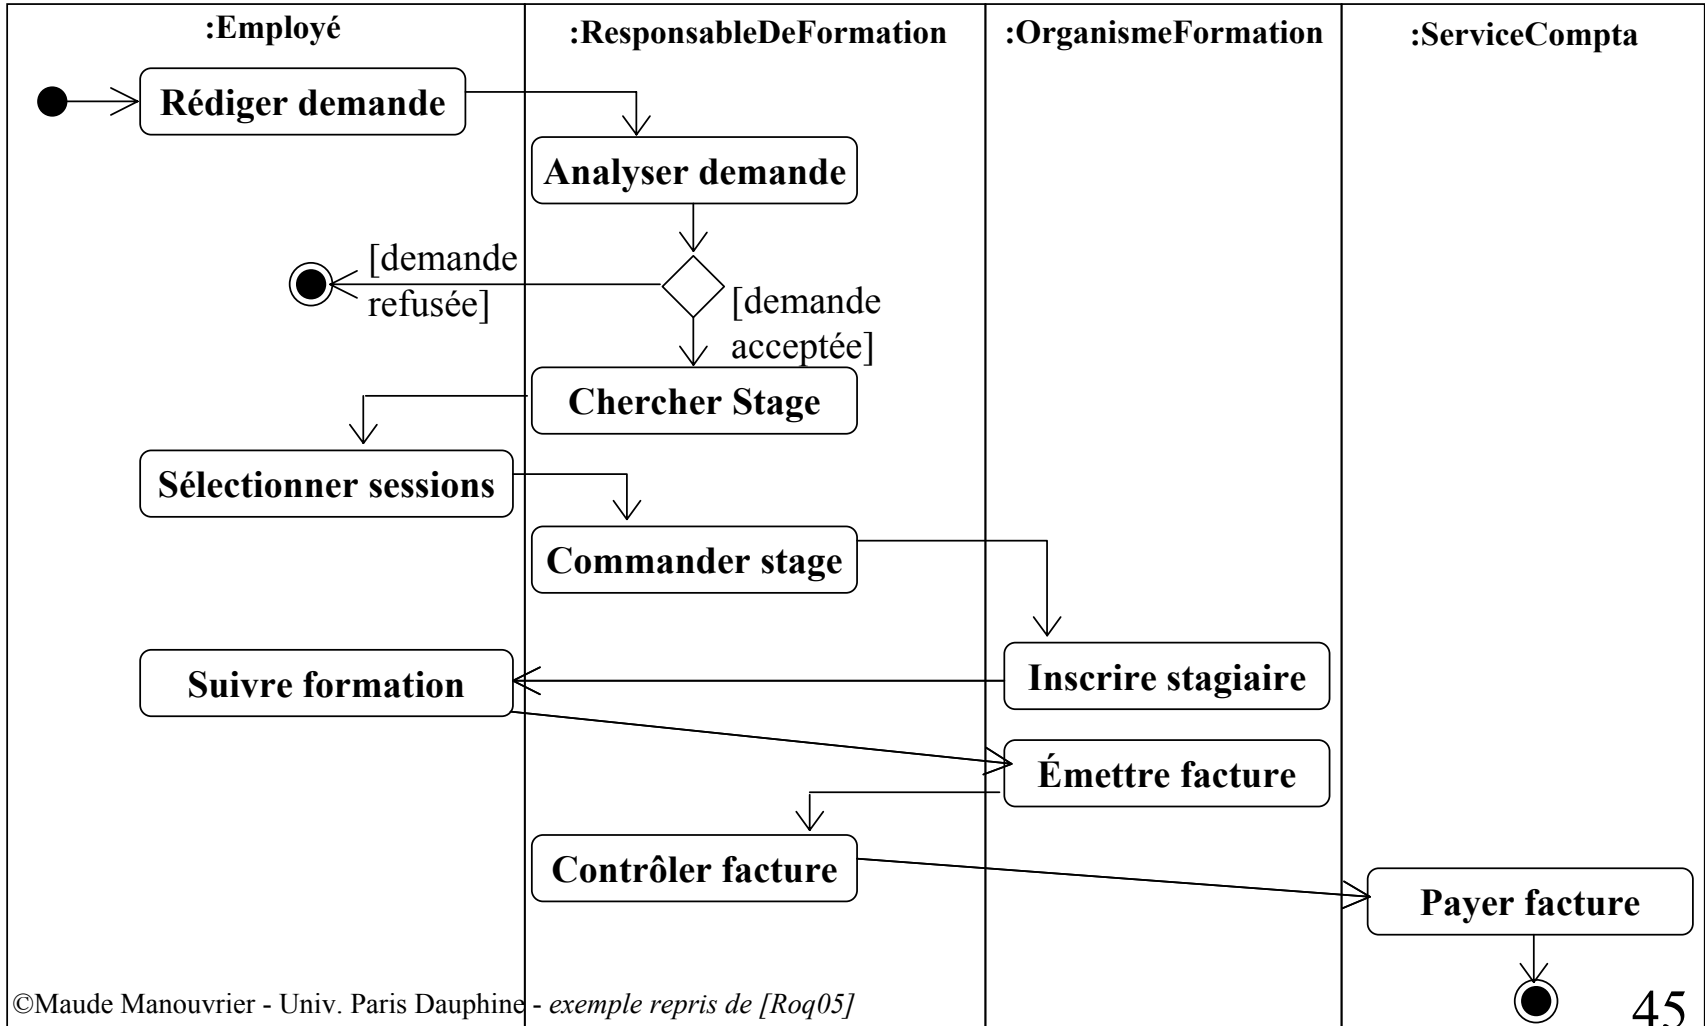 :Employé
:ResponsableDeFormation
:OrganismeFormation
:ServiceCompta
Rédiger demande
Analyser demande
[demande
refusée]
[demande
acceptée]
Chercher Stage
Sélectionner sessions
Commander stage
Inscrire stagiaire
Suivre formation
Émettre facture
Contrôler facture
Payer facture
©Maude Manouvrier - Univ. Paris Dauphine - exemple repris de [Roq05]
45